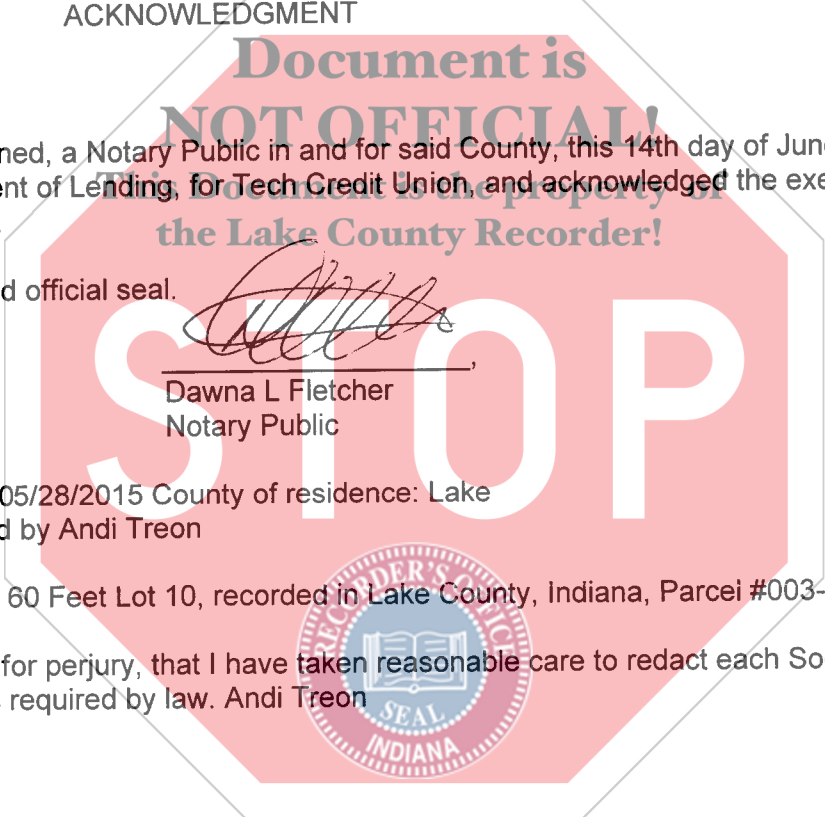 ACKNOWLEDGMENT
Document is
NOT OFFICIAL!
ned, a Notary Public in and for said County, this 14th day of Jun
This Document is the property of
nt of Lending, for Tech Credit Union, and acknowledged the exe
the Lake County Recorder!
d official seal.
STOP
Dawna L Fletcher
Notary Public
05/28/2015 County of residence: Lake
d by Andi Treon
RECORDER'S OFFICE
60 Feet Lot 10, recorded in Lake County, Indiana, Parcel #003-
for perjury, that I have taken reasonable care to redact each So
required by law. Andi Treon
SEAL
INDIANA